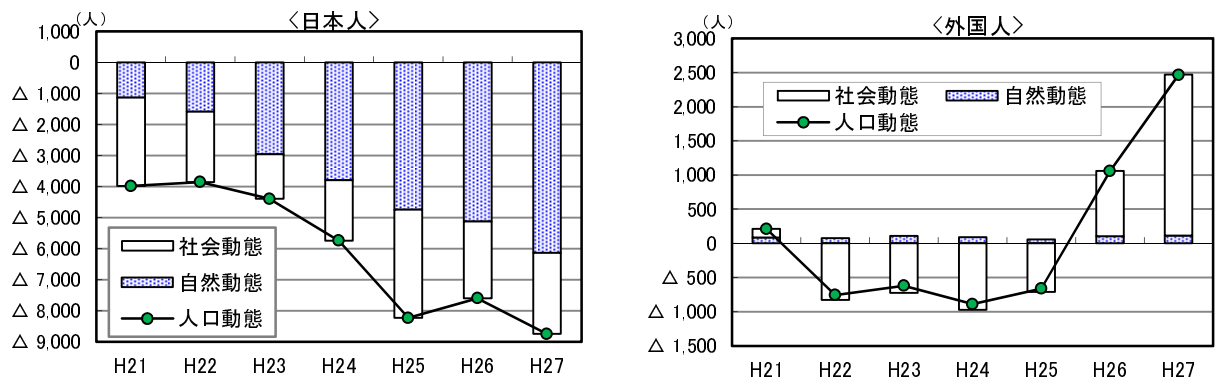 (人)
〈日本人〉
1,000
0
△ 1,000
△ 2,000
△ 3,000
△ 4,000
△ 5,000
△ 6,000
△ 7,000
△ 8,000
△ 9,000
社会動態
自然動態
人口動態
H21 H22 H23 H24 H25 H26 H27
(人)
〈外国人〉
3,000
2,500
2,000
1,500
1,000
500
0
△ 500
△ 1,000
△ 1,500
社会動態 自然動態
人口動態
H21 H22 H23 H24 H25 H26 H27